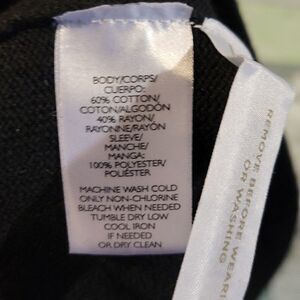 BODY/CORPS/
CUERPO:
60% COTTON/
COTON/ALGODÓN
40% RAYON/
RAYONNE/RAYÓN
SLEEVE/
MANCHE/
MANGA:
100% POLYESTER/
POLIÉSTER
MACHINE WASH COLD
ONLY NON-CHLORINE
BLEACH WHEN NEEDED
TUMBLE DRY LOW
COOL IRON
IF NEEDED
OR DRY CLEAN
REMOVE BEFORE WEARING
OR WASHING